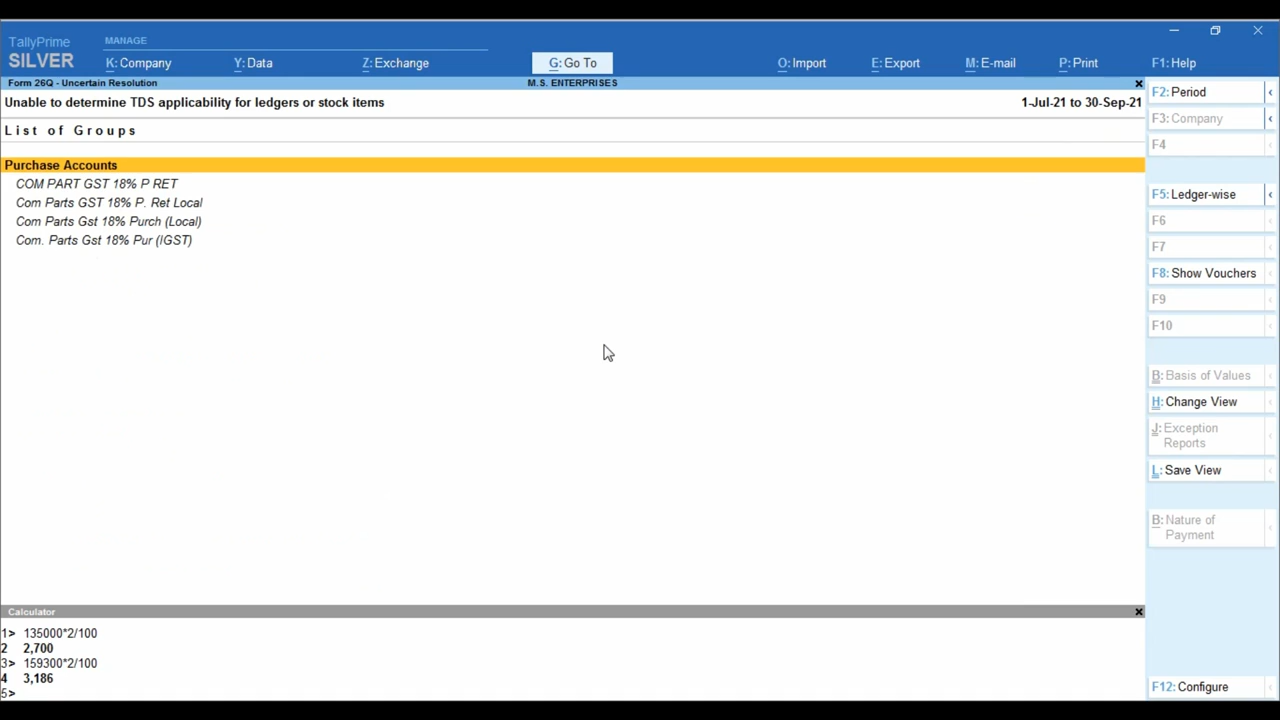 TallyPrime
SILVER
MANAGE
K: Company
Y: Data
Z: Exchange
G: Go To
O: Import
E: Export
M: E-mail
P: Print
F1: Help
Form 26Q - Uncertain Resolution
M.S. ENTERPRISES
Unable to determine TDS applicability for ledgers or stock items
1-Jul-21 to 30-Sep-21
List of Groups
Purchase Accounts
COM PART GST 18% P RET
Com Parts GST 18% P. Ret Local
Com Parts Gst 18% Purch (Local)
Com. Parts Gst 18% Pur (IGST)
F2: Period
F3: Company
F4
F5: Ledger-wise
F6
F7
F8: Show Vouchers
F9
F10
B: Basis of Values
H: Change View
J: Exception
Reports
L: Save View
B: Nature of
Payment
F12: Configure
Calculator
1> 135000*2/100
2 2,700
3> 159300*2/100
4 3,186
5>